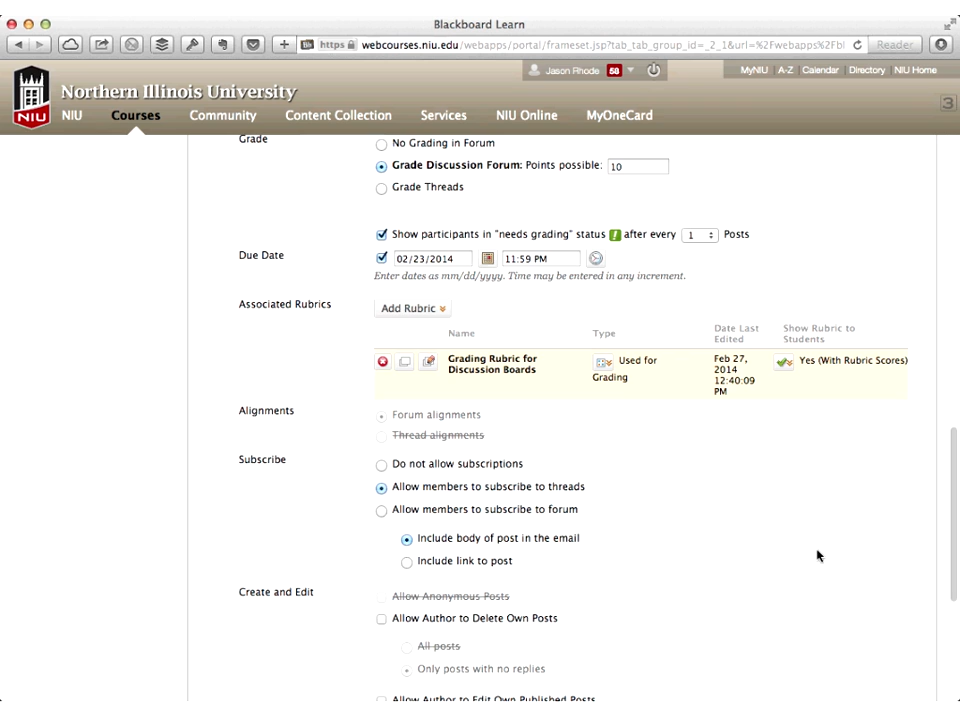 Blackboard Learn
https webcourses.niu.edu/webapps/portal/frameset.jsp?tab_tab_group_id=_2_1&url=%2Fwebapps%2Fbl Reader
Jason Rhode 50 MyNIU A-Z Calendar Directory NIU Home
Northern Illinois University
NIU
NIU Courses Community Content Collection Services NIU Online MyOneCard
3
Grade
No Grading in Forum
Grade Discussion Forum: Points possible: 10
Grade Threads
Show participants in "needs grading" status ! after every 1 Posts
Due Date
02/23/2014 11:59 PM
Enter dates as mm/dd/yyyy. Time may be entered in any increment.
Associated Rubrics
Add Rubric
Name Type Date Last Edited Show Rubric to Students
Grading Rubric for Discussion Boards
Used for Grading
Feb 27, 2014 12:40:09 PM
Yes (With Rubric Scores)
Alignments
Forum alignments
Thread alignments
Subscribe
Do not allow subscriptions
Allow members to subscribe to threads
Allow members to subscribe to forum
Include body of post in the email
Include link to post
Create and Edit
Allow Anonymous Posts
Allow Author to Delete Own Posts
All posts
Only posts with no replies
Allow Author to Edit Own Published Posts